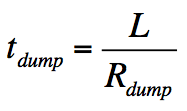 t_dump = L / R_dump